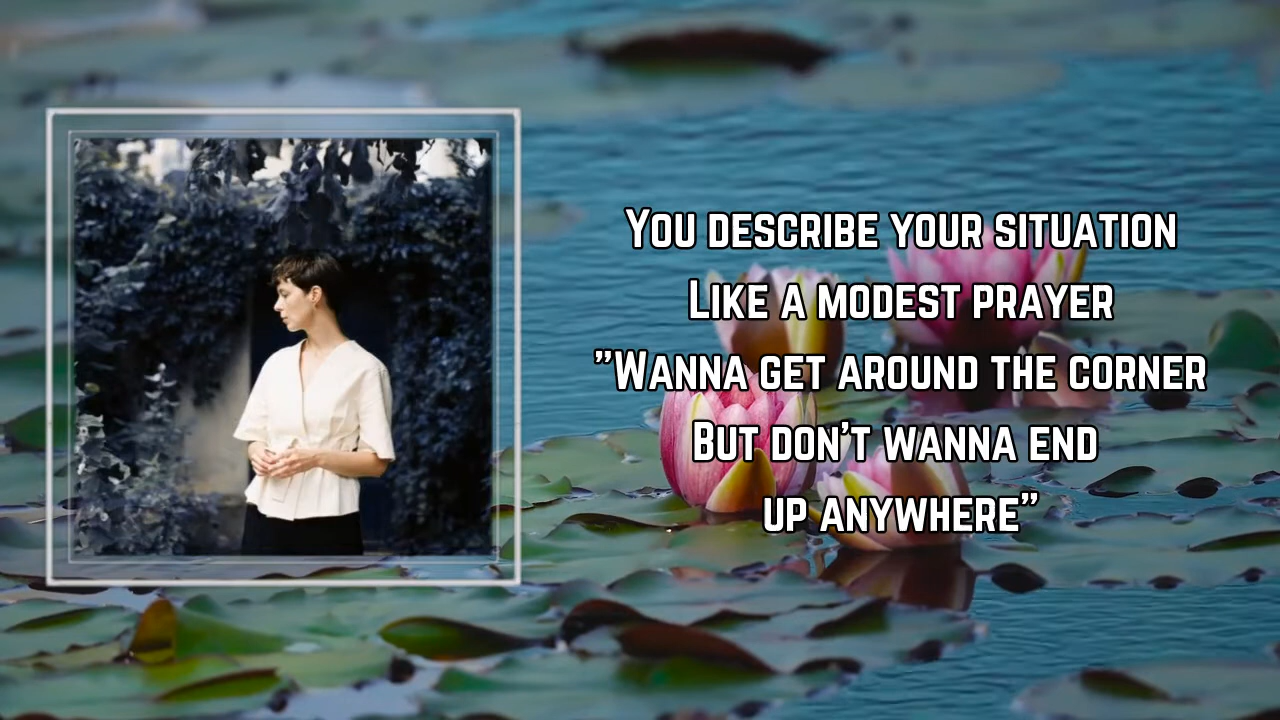 You describe your situation
Like a modest prayer
"Wanna get around the corner
But don't wanna end
up anywhere"